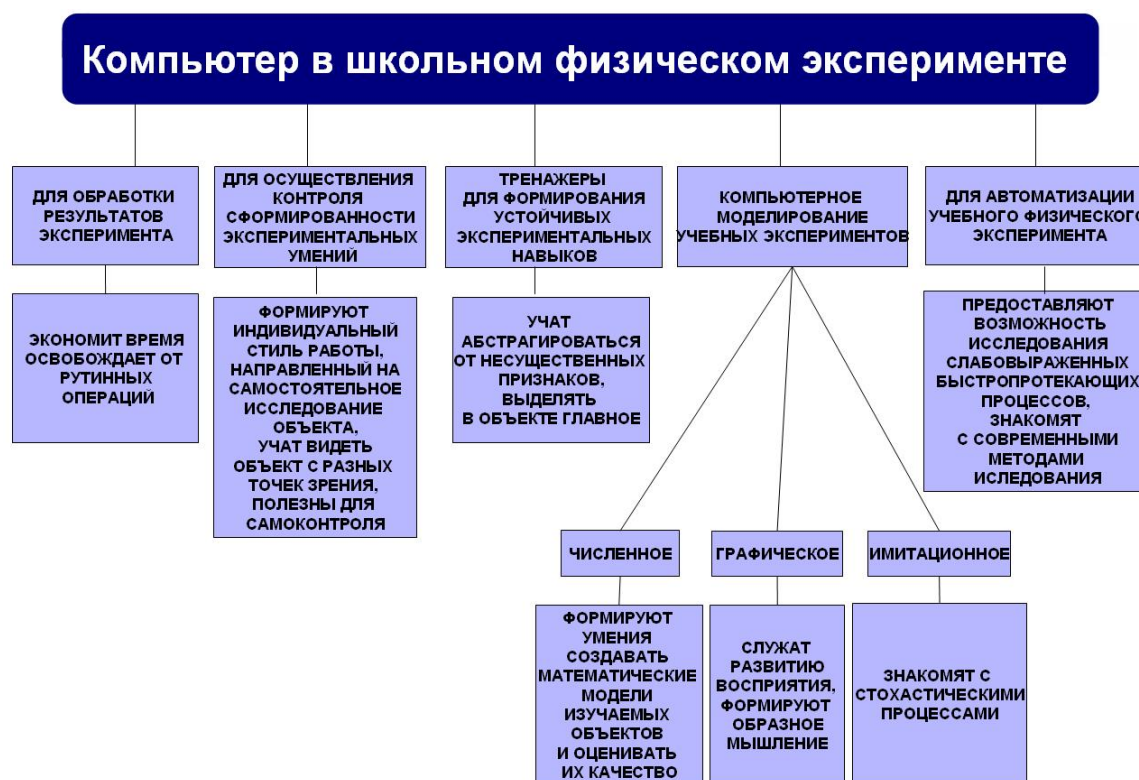 Компьютер в школьном физическом эксперименте
ДЛЯ ОБРАБОТКИ
РЕЗУЛЬТАТОВ
ЭКСПЕРИМЕНТА
ДЛЯ ОСУЩЕСТВЛЕНИЯ
КОНТРОЛЯ
СФОРМИРОВАННОСТИ
ЭКСПЕРИМЕНТАЛЬНЫХ
УМЕНИЙ
ТРЕНАЖЕРЫ
ДЛЯ ФОРМИРОВАНИЯ
УСТОЙЧИВЫХ
ЭКСПЕРИМЕНТАЛЬНЫХ
НАВЫКОВ
КОМПЬЮТЕРНОЕ
МОДЕЛИРОВАНИЕ
УЧЕБНЫХ ЭКСПЕРИМЕНТОВ
ДЛЯ АВТОМАТИЗАЦИИ
УЧЕБНОГО ФИЗИЧЕСКОГО
ЭКСПЕРИМЕНТА
ЭКОНОМИТ ВРЕМЯ
ОСВОБОЖДАЕТ ОТ
РУТИННЫХ
ОПЕРАЦИЙ
ФОРМИРУЮТ
ИНДИВИДУАЛЬНЫЙ
СТИЛЬ РАБОТЫ,
НАПРАВЛЕННЫЙ НА
САМОСТОЯТЕЛЬНОЕ
ИССЛЕДОВАНИЕ
ОБЪЕКТА,
УЧАТ ВИДЕТЬ
ОБЪЕКТ С РАЗНЫХ
ТОЧЕК ЗРЕНИЯ,
ПОЛЕЗНЫ ДЛЯ
САМОКОНТРОЛЯ
УЧАТ
АБСТРАГИРОВАТЬСЯ
ОТ НЕСУЩЕСТВЕННЫХ
ПРИЗНАКОВ,
ВЫДЕЛЯТЬ
В ОБЪЕКТЕ ГЛАВНОЕ
ПРЕДОСТАВЛЯЮТ
ВОЗМОЖНОСТЬ
ИССЛЕДОВАНИЯ
СЛАБОВЫРАЖЕННЫХ
БЫСТРОПРОТЕКАЮЩИХ
ПРОЦЕССОВ,
ЗНАКОМЯТ
С СОВРЕМЕННЫМИ
МЕТОДАМИ
ИСЛЕДОВАНИЯ
ЧИСЛЕННОЕ
ГРАФИЧЕСКОЕ
ИМИТАЦИОННОЕ
ФОРМИРУЮТ
УМЕНИЯ
СОЗДАВАТЬ
МАТЕМАТИЧЕСКИЕ
МОДЕЛИ
ИЗУЧАЕМЫХ
ОБЪЕКТОВ
И ОЦЕНИВАТЬ
ИХ КАЧЕСТВО
СЛУЖАТ
РАЗВИТИЮ
ВОСПРИЯТИЯ,
ФОРМИРУЮТ
ОБРАЗНОЕ
МЫШЛЕНИЕ
ЗНАКОМЯТ С
СТОХАСТИЧЕСКИМИ
ПРОЦЕССАМИ